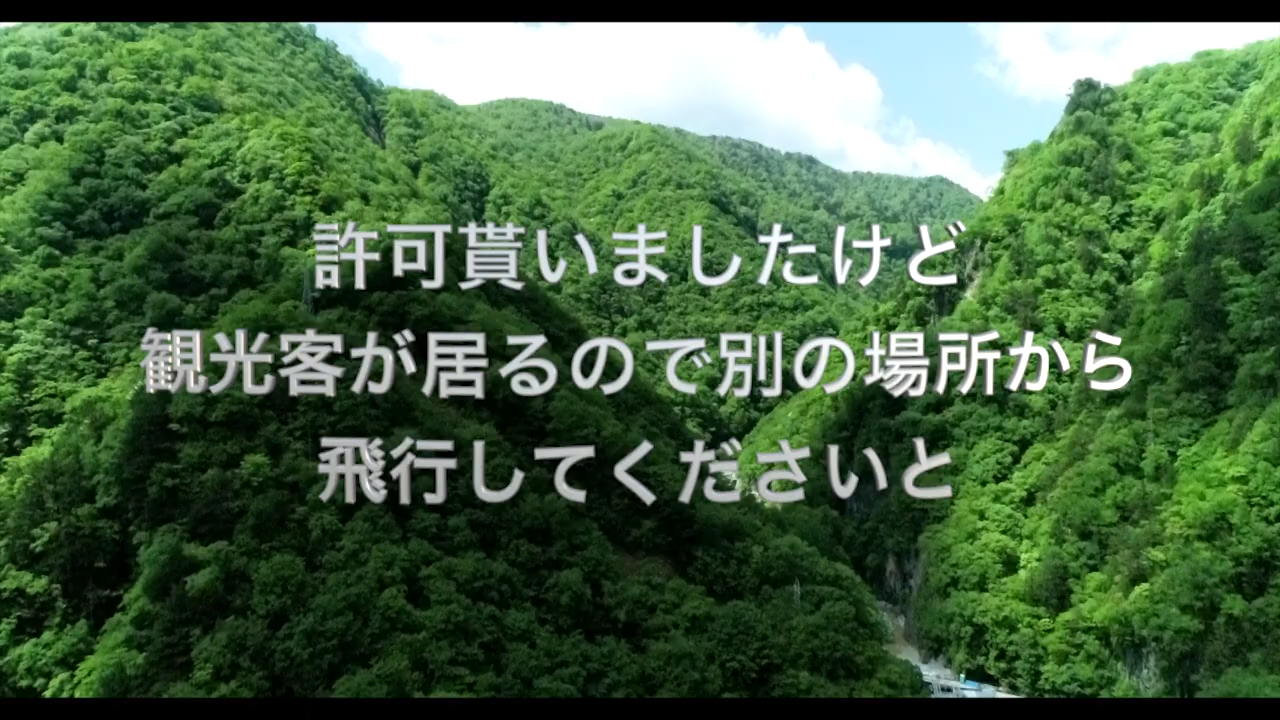 許可貰いましたけど
観光客が居るので別の場所から
飛行してくださいと